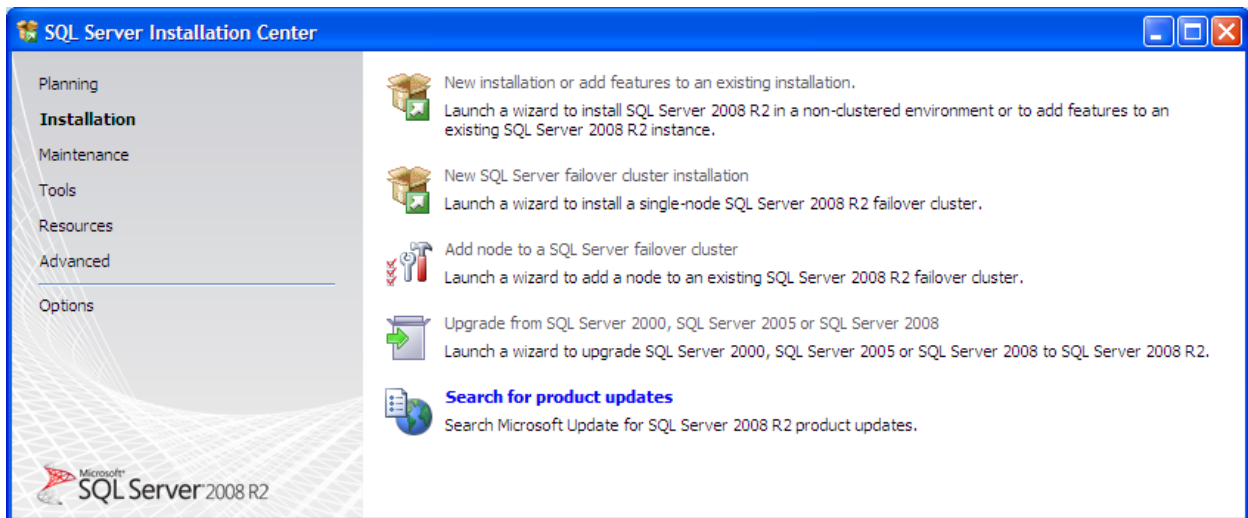 SQL Server Installation Center
Planning
Installation
Maintenance
Tools
Resources
Advanced
Options
New installation or add features to an existing installation.
Launch a wizard to install SQL Server 2008 R2 in a non-clustered environment or to add features to an
existing SQL Server 2008 R2 instance.
New SQL Server failover cluster installation
Launch a wizard to install a single-node SQL Server 2008 R2 failover cluster.
Add node to a SQL Server failover cluster
Launch a wizard to add a node to an existing SQL Server 2008 R2 failover cluster.
Upgrade from SQL Server 2000, SQL Server 2005 or SQL Server 2008
Launch a wizard to upgrade SQL Server 2000, SQL Server 2005 or SQL Server 2008 to SQL Server 2008 R2.
Search for product updates
Search Microsoft Update for SQL Server 2008 R2 product updates.
Microsoft
SQL Server 2008 R2